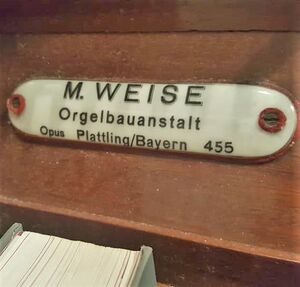 M. WEISE
Orgelbauanstalt
Opus Plattling/Bayern 455